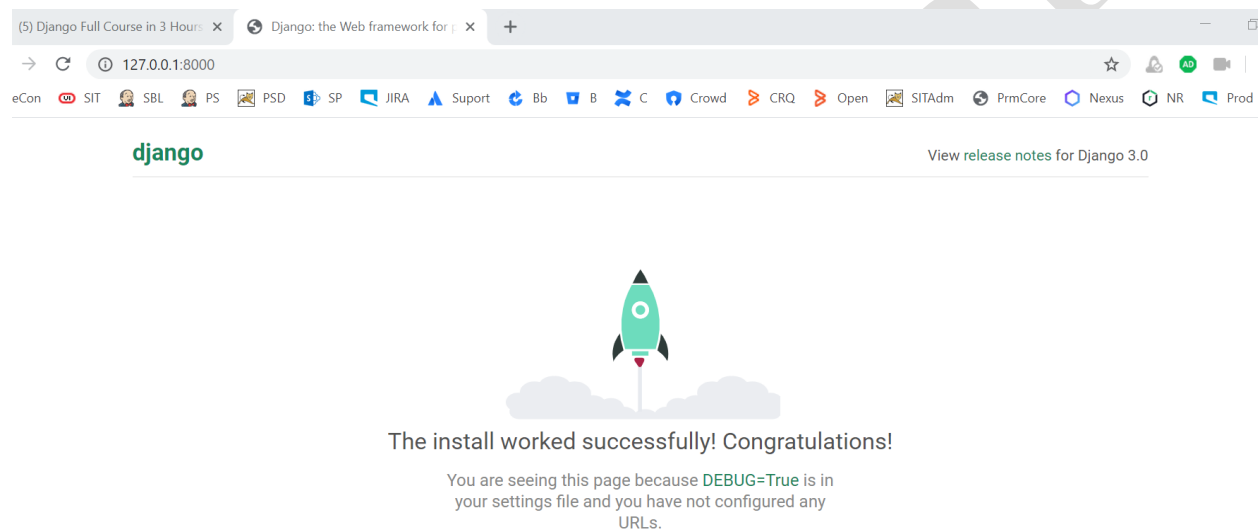 (5) Django Full Course in 3 Hours
Django: the Web framework for p
127.0.0.1:8000
eCon SIT SBL PS PSD SP JIRA Suport Bb B C Crowd CRQ Open SITAdm PrmCore Nexus NR Prod
django
View release notes for Django 3.0
The install worked successfully! Congratulations!
You are seeing this page because DEBUG=True is in
your settings file and you have not configured any
URLs.